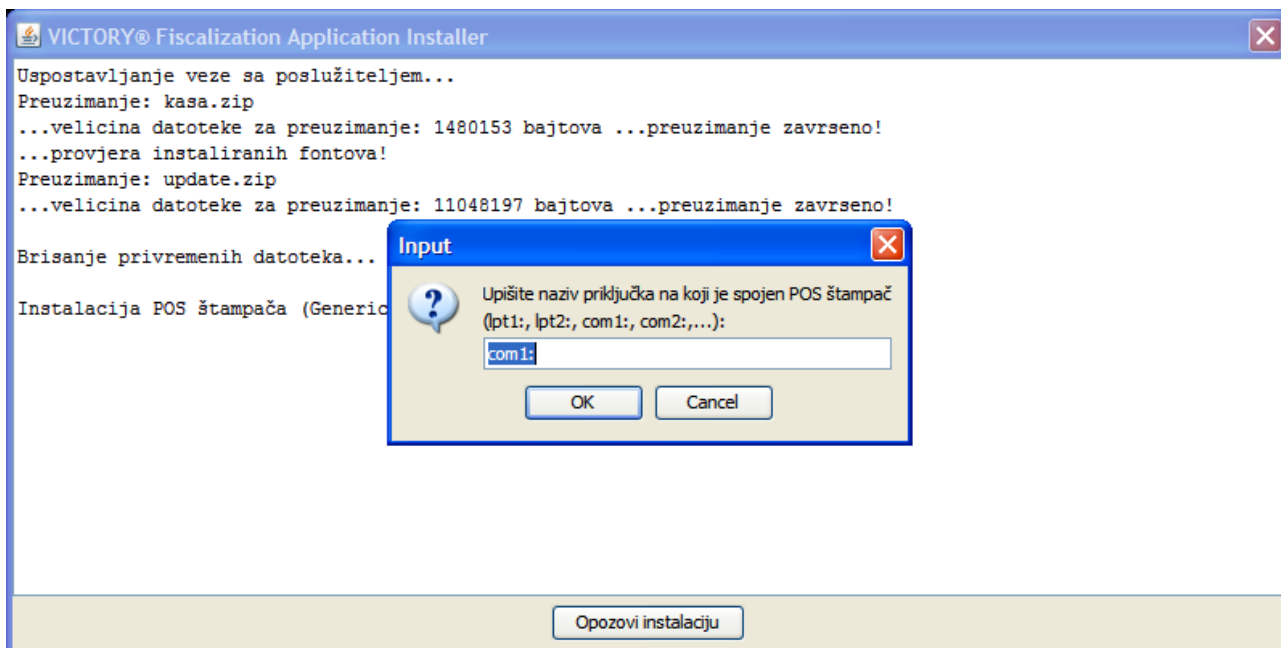 VICTORY® Fiscalization Application Installer
Uspostavljanje veze sa poslužiteljem...
Preuzimanje: kasa.zip
...velicina datoteke za preuzimanje: 1480153 bajtova ...preuzimanje zavrseno!
...provjera instaliranih fontova!
Preuzimanje: update.zip
...velicina datoteke za preuzimanje: 11048197 bajtova ...preuzimanje zavrseno!
Brisanje privremenih datoteka...
Instalacija POS štampača (Generic
Input
Upišite naziv priključka na koji je spojen POS štampač
(lpt1:, lpt2:, com1:, com2:,...):
com1:
OK Cancel
Opozovi instalaciju